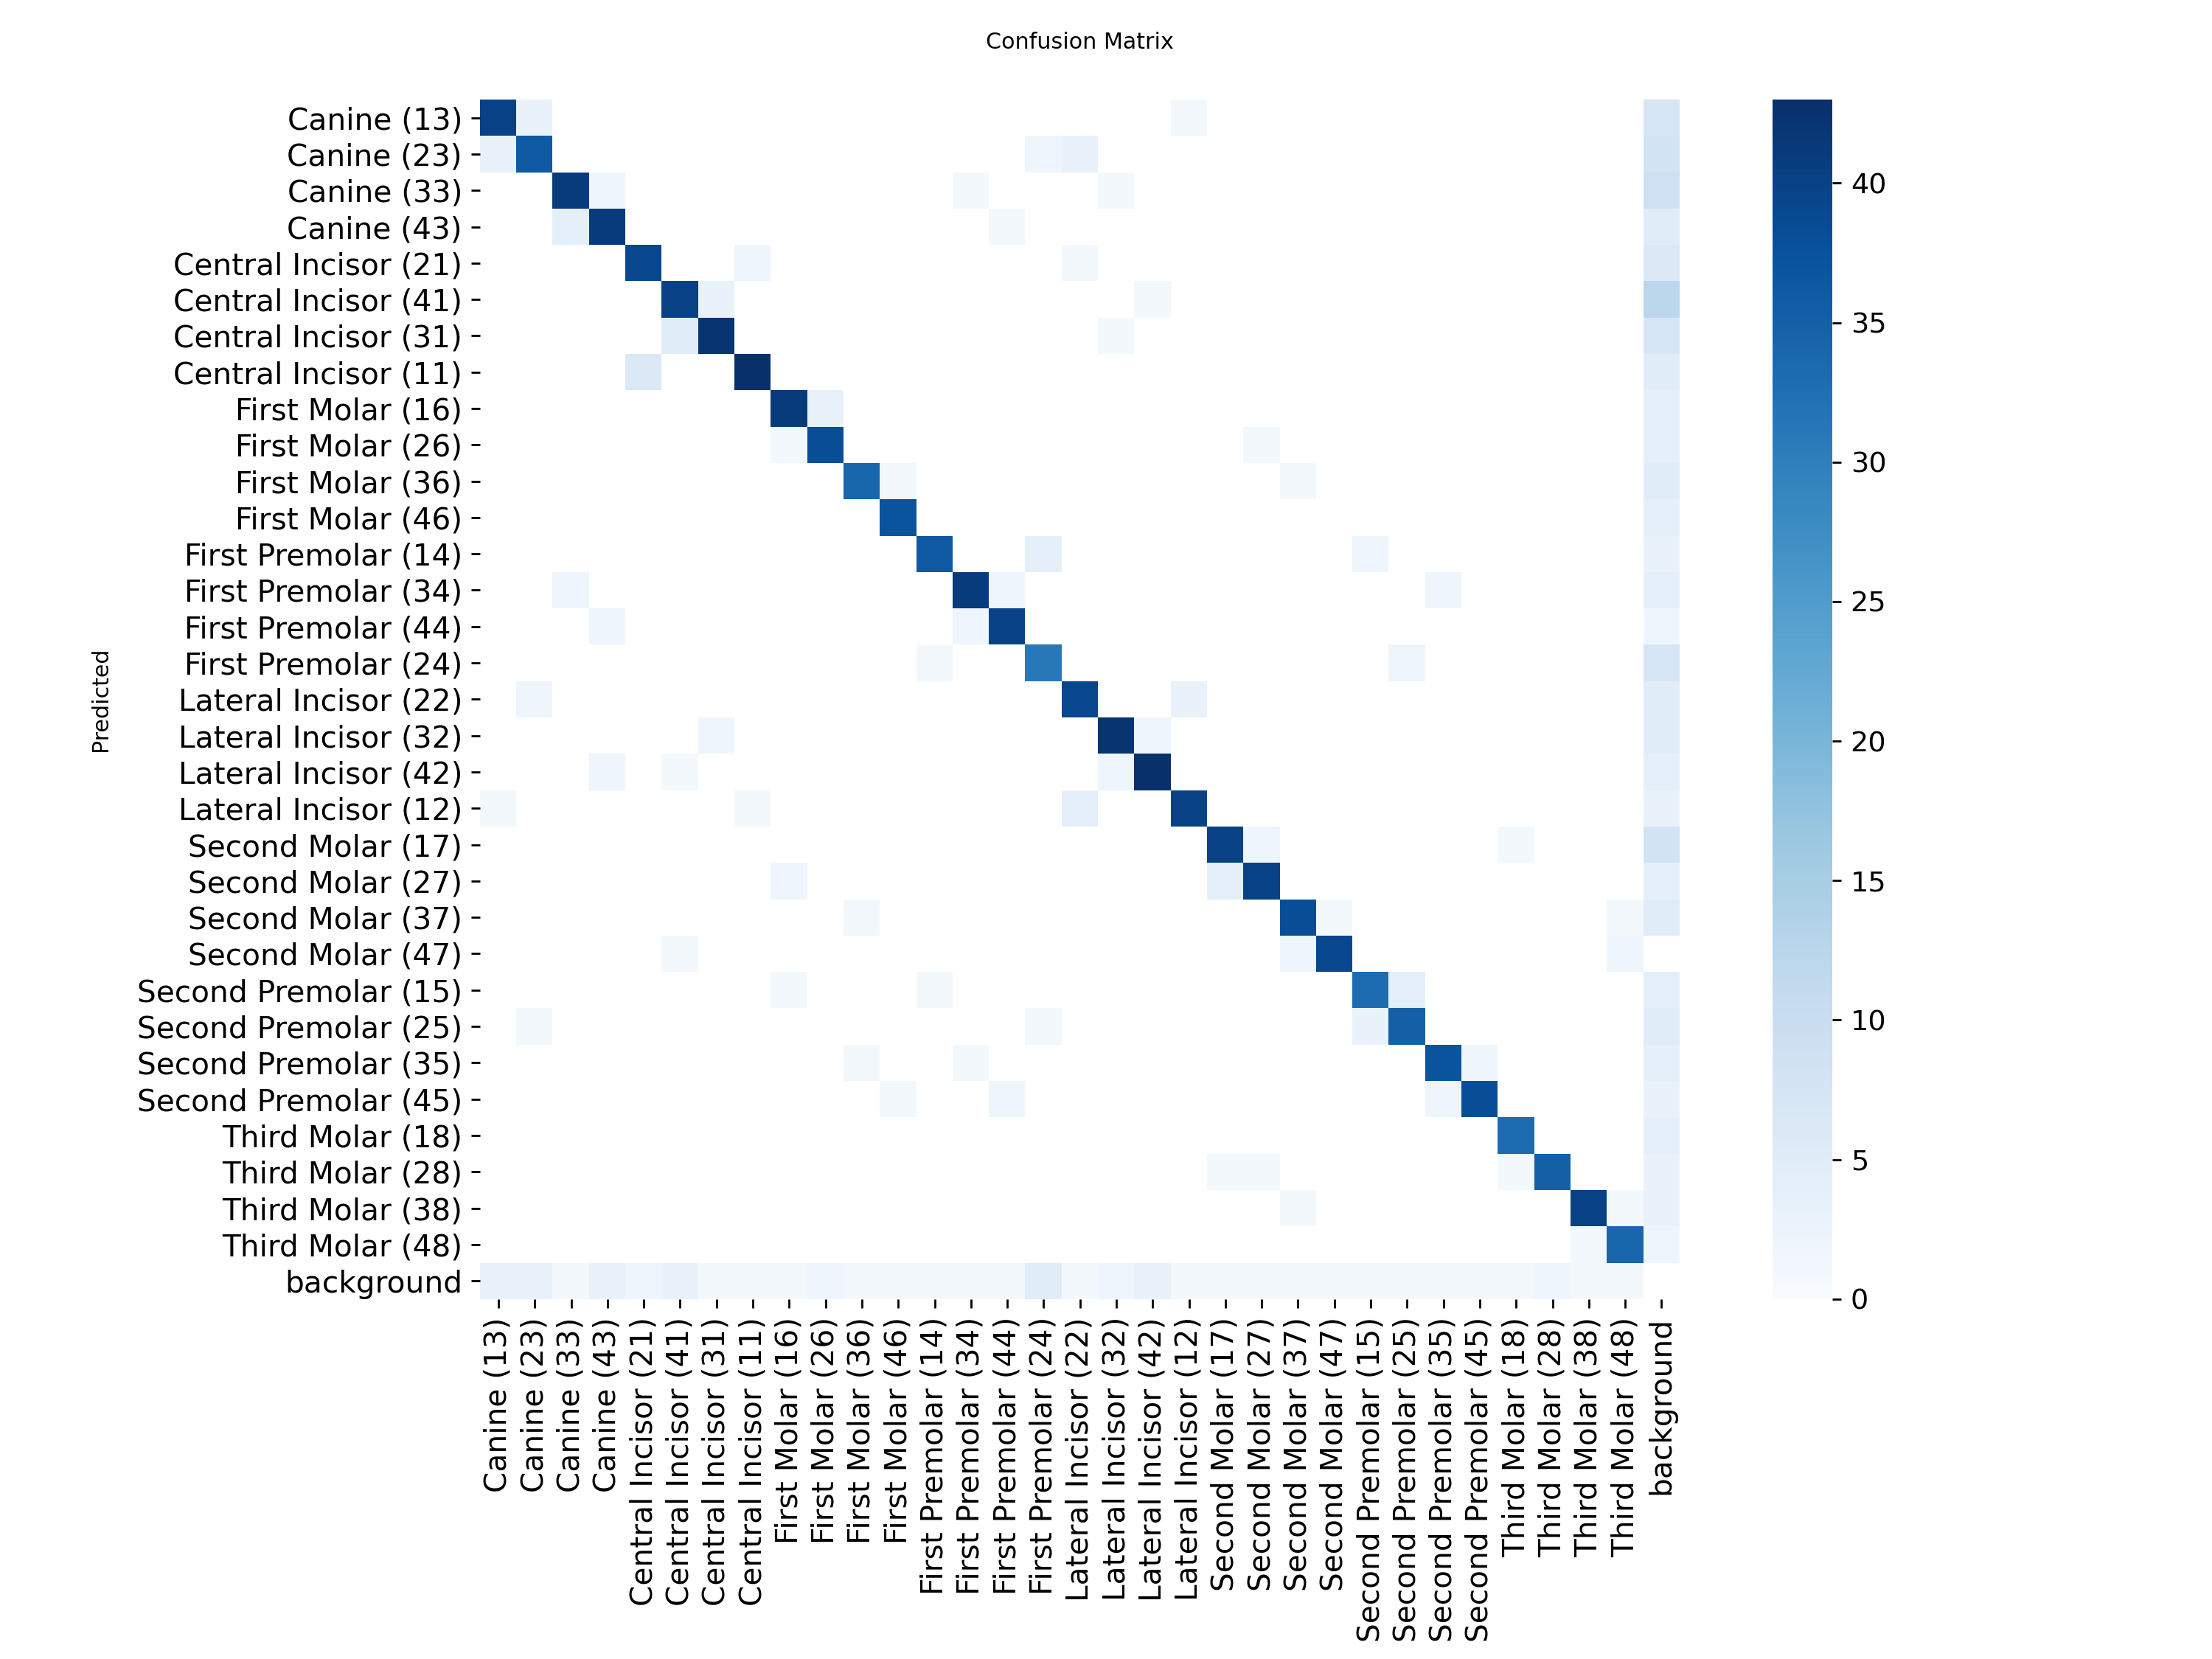 Confusion Matrix
Predicted
Canine (13)
Canine (23)
Canine (33)
Canine (43)
Central Incisor (21)
Central Incisor (41)
Central Incisor (31)
Central Incisor (11)
First Molar (16)
First Molar (26)
First Molar (36)
First Molar (46)
First Premolar (14)
First Premolar (34)
First Premolar (44)
First Premolar (24)
Lateral Incisor (22)
Lateral Incisor (32)
Lateral Incisor (42)
Lateral Incisor (12)
Second Molar (17)
Second Molar (27)
Second Molar (37)
Second Molar (47)
Second Premolar (15)
Second Premolar (25)
Second Premolar (35)
Second Premolar (45)
Third Molar (18)
Third Molar (28)
Third Molar (38)
Third Molar (48)
background
Canine (13)
Canine (23)
Canine (33)
Canine (43)
Central Incisor (21)
Central Incisor (41)
Central Incisor (31)
Central Incisor (11)
First Molar (16)
First Molar (26)
First Molar (36)
First Molar (46)
First Premolar (14)
First Premolar (34)
First Premolar (44)
First Premolar (24)
Lateral Incisor (22)
Lateral Incisor (32)
Lateral Incisor (42)
Lateral Incisor (12)
Second Molar (17)
Second Molar (27)
Second Molar (37)
Second Molar (47)
Second Premolar (15)
Second Premolar (25)
Second Premolar (35)
Second Premolar (45)
Third Molar (18)
Third Molar (28)
Third Molar (38)
Third Molar (48)
background
40
35
30
25
20
15
10
5
0